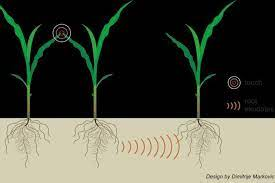 touch
root
exudates
Design by Dimitrije Markovic